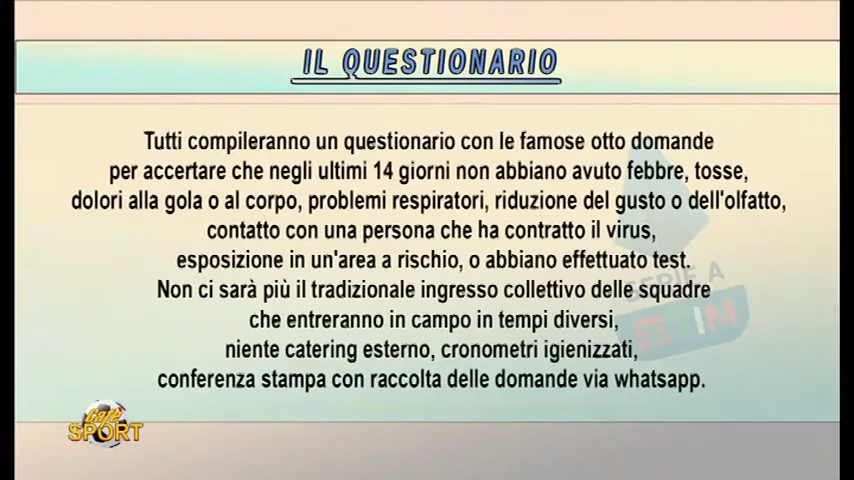 IL QUESTIONARIO
Tutti compileranno un questionario con le famose otto domande
per accertare che negli ultimi 14 giorni non abbiano avuto febbre, tosse,
dolori alla gola o al corpo, problemi respiratori, riduzione del gusto o dell'olfatto,
contatto con una persona che ha contratto il virus,
esposizione in un'area a rischio, o abbiano effettuato test.
Non ci sarà più il tradizionale ingresso collettivo delle squadre
che entreranno in campo in tempi diversi,
niente catering esterno, cronometri igienizzati,
conferenza stampa con raccolta delle domande via whatsapp.
SERIE A
TIM
Cafè
SPORT